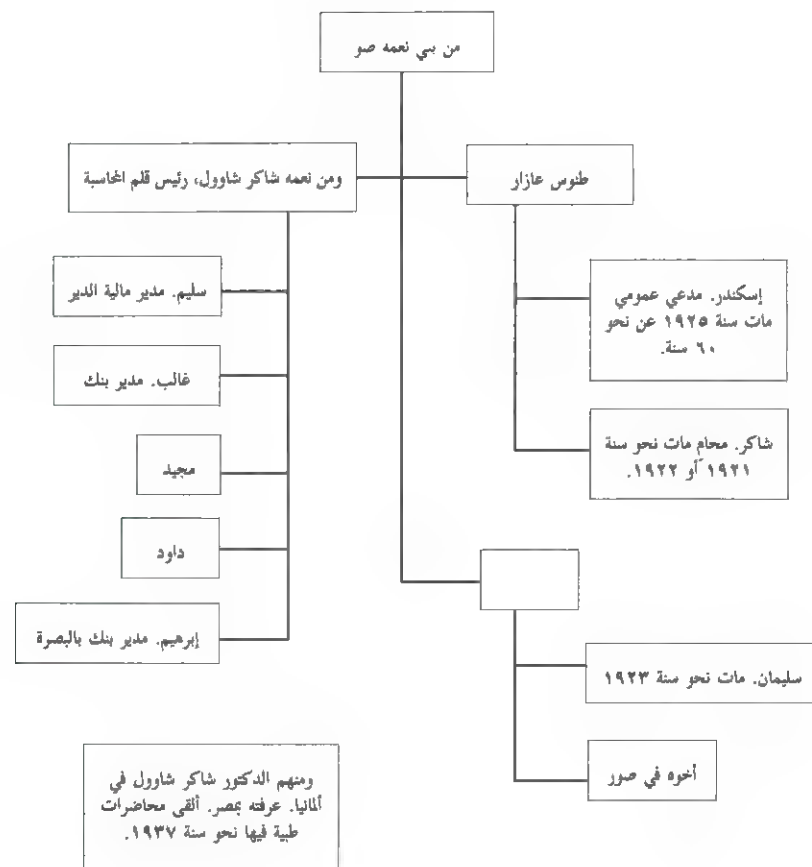 من بني نعمه صو
طنوس عازار
إسكندر. مدعي عمومي
مات سنة ١٩٢٥ عن نحو
٦٠ سنة.
شاكر. محامٍ مات نحو سنة
١٩٢١ أو ١٩٢٢.
سليمان. مات نحو سنة ١٩٢٣
أخوه في صور
ومن نعمه شاكر شاوول، رئيس قلم المحاسبة
سليم. مدير مالية الدير
غالب. مدير بنك
مجيد
داود
إبرهيم. مدير بنك بالبصرة
ومنهم الدكتور شاكر شاوول في
ألمانيا. عرفته بمصر. ألقى محاضرات
طبية فيها نحو سنة ١٩٣٧.